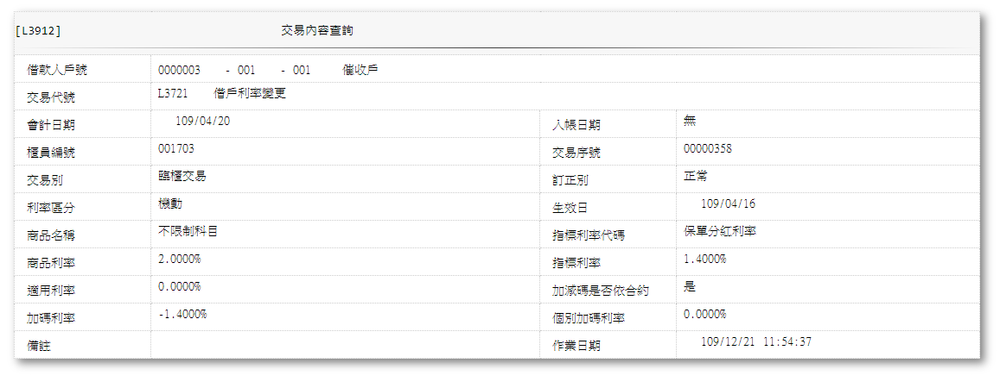 [L3912] 交易內容查詢
借款人戶號 0000003 - 001 - 001 催收戶
交易代號 L3721 借戶利率變更
會計日期 109/04/20 入帳日期 無
櫃員編號 001703 交易序號 00000358
交易別 臨櫃交易 訂正別 正常
利率區分 機動 生效日 109/04/16
商品名稱 不限制科目 指標利率代碼 保單分紅利率
商品利率 2.0000% 指標利率 1.4000%
適用利率 0.0000% 加減碼是否依合約 是
加碼利率 -1.4000% 個別加碼利率 0.0000%
備註 作業日期 109/12/21 11:54:37